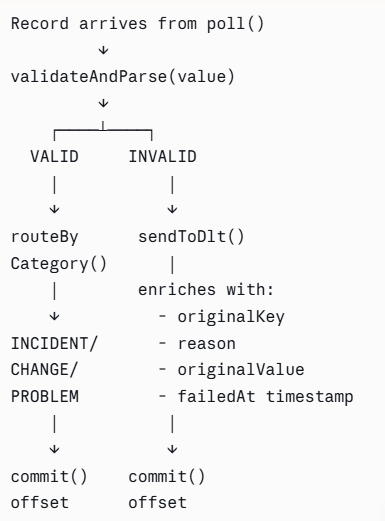 Record arrives from poll()
↓
validateAndParse(value)
↓
┌────┴────┐
VALID     INVALID
|           |
↓           ↓
routeBy      sendToDlt()
Category()      |
|        enriches with:
↓          - originalKey
INCIDENT/      - reason
CHANGE/        - originalValue
PROBLEM        - failedAt timestamp
|           |
↓           ↓
commit()    commit()
offset      offset